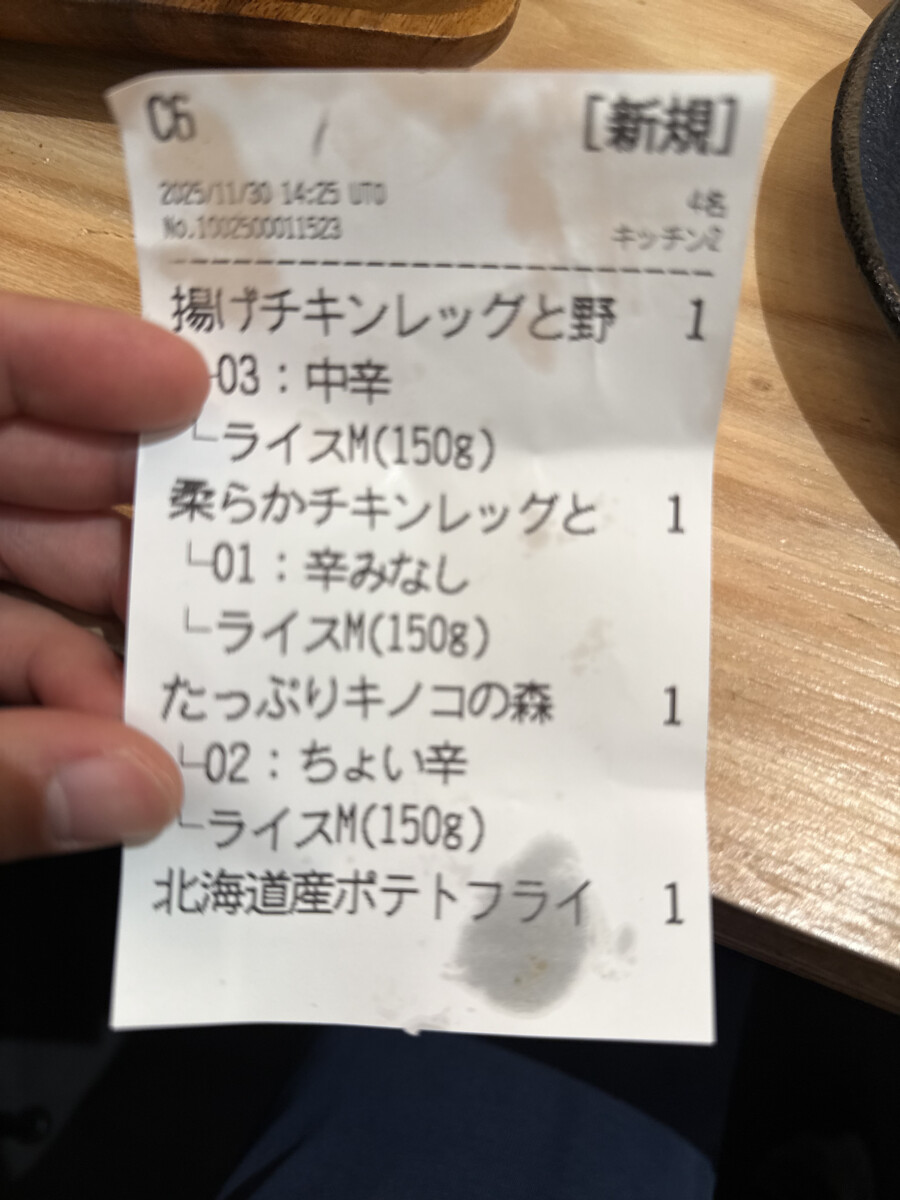 C6 [新規]
2025/11/30 14:25 UTO 4名
No.1002500011523 キッチン2
揚げチキンレッグと野 1
└03：中辛
└ライスM(150g)
柔らかチキンレッグと 1
└01：辛みなし
└ライスM(150g)
たっぷりキノコの森 1
└02：ちょい辛
└ライスM(150g)
北海道産ポテトフライ 1